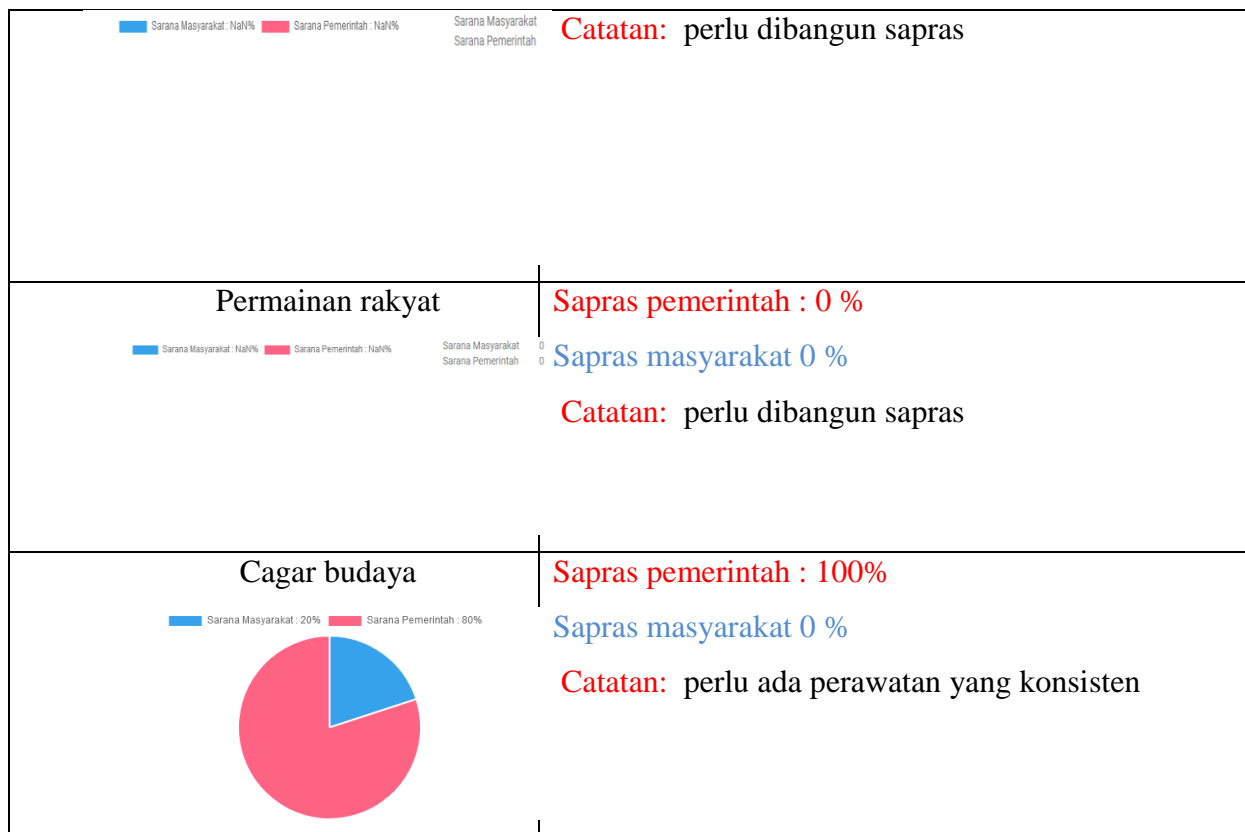 Sarana Masyarakat : NaN% Sarana Pemerintah : NaN% Sarana Masyarakat
Sarana Pemerintah
Catatan: perlu dibangun sapras
Permainan rakyat
Sarana Masyarakat : NaN% Sarana Pemerintah : NaN% Sarana Masyarakat 0
Sarana Pemerintah 0
Sapras pemerintah : 0 %
Sapras masyarakat 0 %
Catatan: perlu dibangun sapras
Cagar budaya
Sarana Masyarakat : 20% Sarana Pemerintah : 80%
Sapras pemerintah : 100%
Sapras masyarakat 0 %
Catatan: perlu ada perawatan yang konsisten